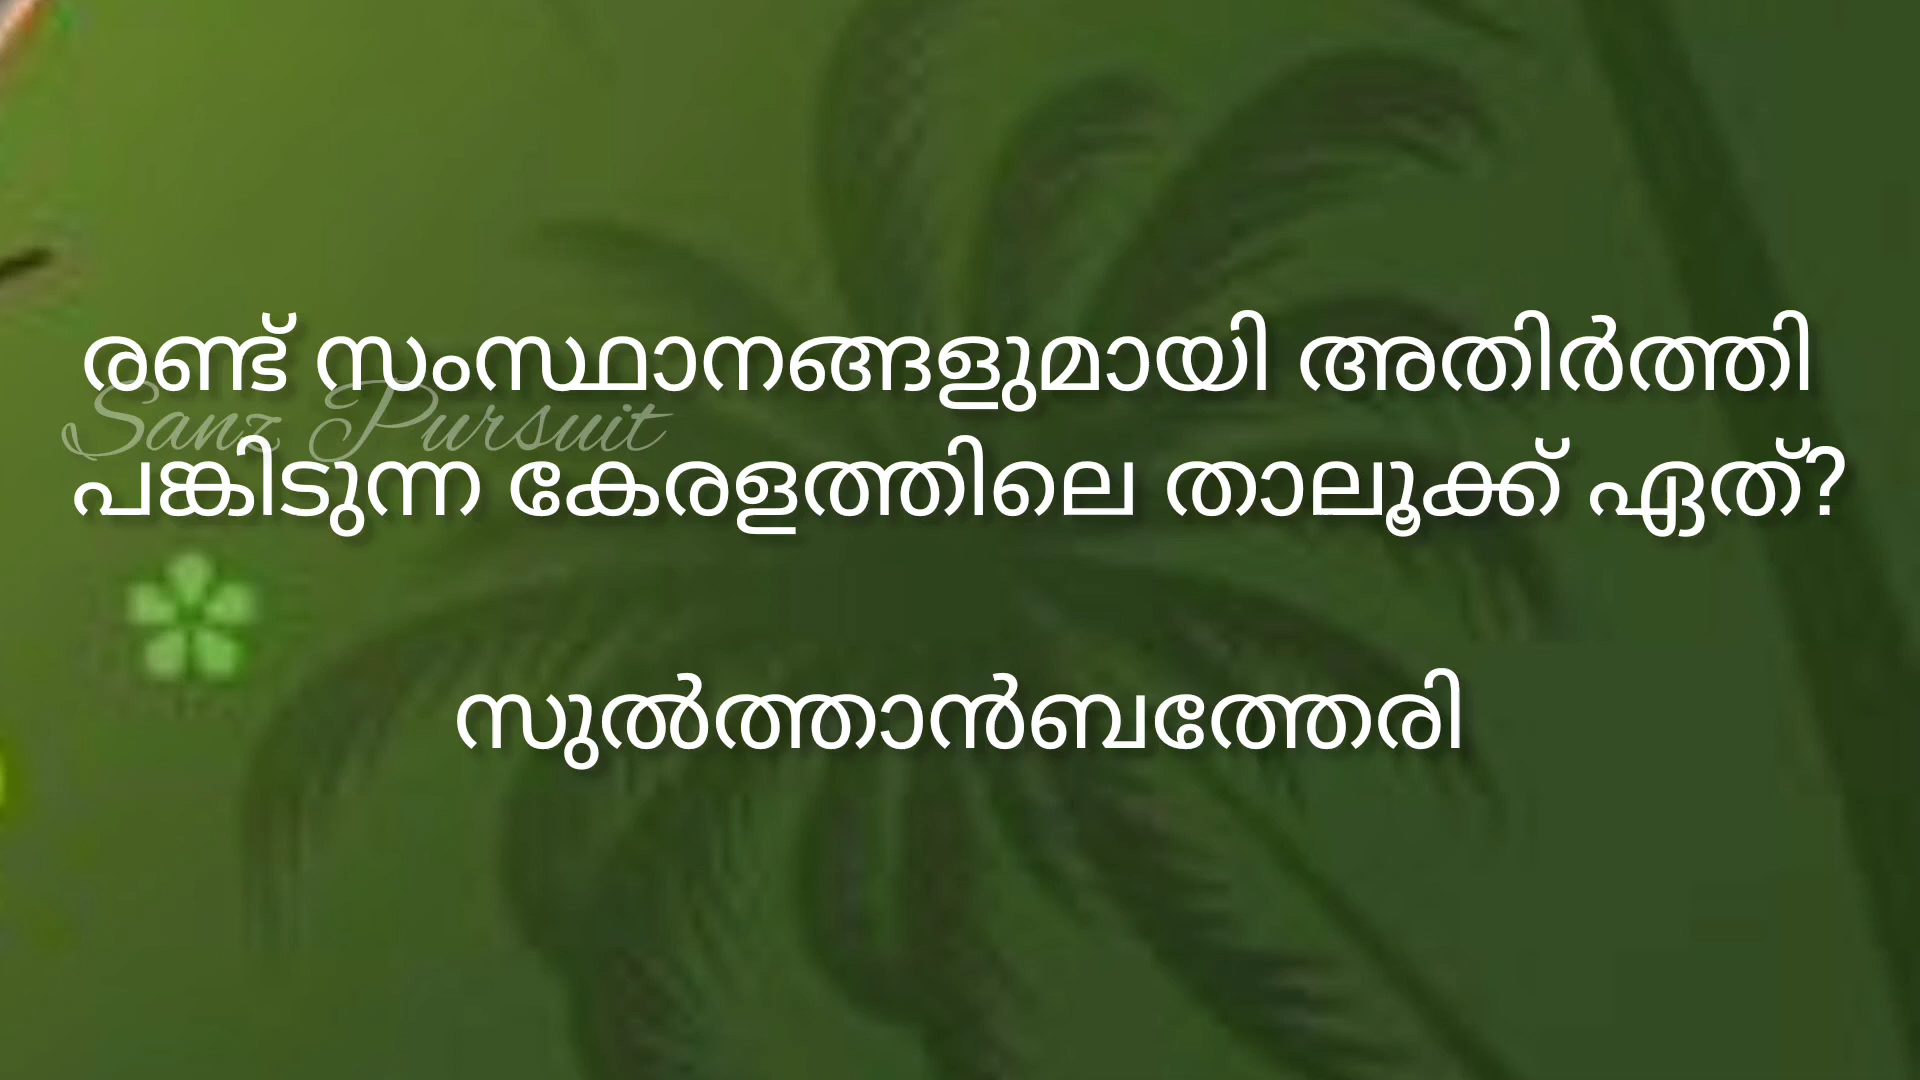 രണ്ട് സംസ്ഥാനങ്ങളുമായി അതിർത്തി
Sanz Pursuit
പങ്കിടുന്ന കേരളത്തിലെ താലൂക്ക് ഏത്?
സുൽത്താൻബത്തേരി